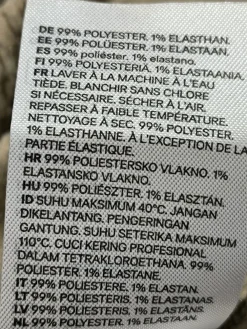 DE 99% POLYESTER. 1% ELASTHAN.
EE 99% POLÜESTER. 1% ELASTAAN.
ES 99% poliéster. 1% elastano.
FI 99% POLYESTERIÄ. 1% ELASTAANIA
FR LAVER À LA MACHINE À L'EAU
TIÈDE. BLANCHIR SANS CHLORE
SI NÉCESSAIRE. SÉCHER À L'AIR.
REPASSER À FAIBLE TEMPÉRATURE.
NETTOYAGE À SEC. 99% POLYESTER.
1% ELASTHANNE. À L'EXCEPTION DE LA
PARTIE ÉLASTIQUE.
HR 99% POLIESTERSKO VLAKNO. 1%
ELASTANSKO VLAKNO.
HU 99% POLIÉSZTER. 1% ELASZTÁN.
ID SUHU MAKSIMUM 40°C. JANGAN
DIKELANTANG. PENGERINGAN
GANTUNG. SUHU SETERIKA MAKSIMUM
110°C. CUCI KERING PROFESIONAL
DALAM TETRAKLOROETHANA. 99%
POLIESTER. 1% ELASTANE.
IT 99% POLIESTERE. 1% ELASTAN.
LT 99% POLIESTERIS. 1% ELASTANAS.
LV 99% POLIESTERIS. 1% ELASTĀNS.
NL 99% POLYESTER. 1% ELASTAAN.